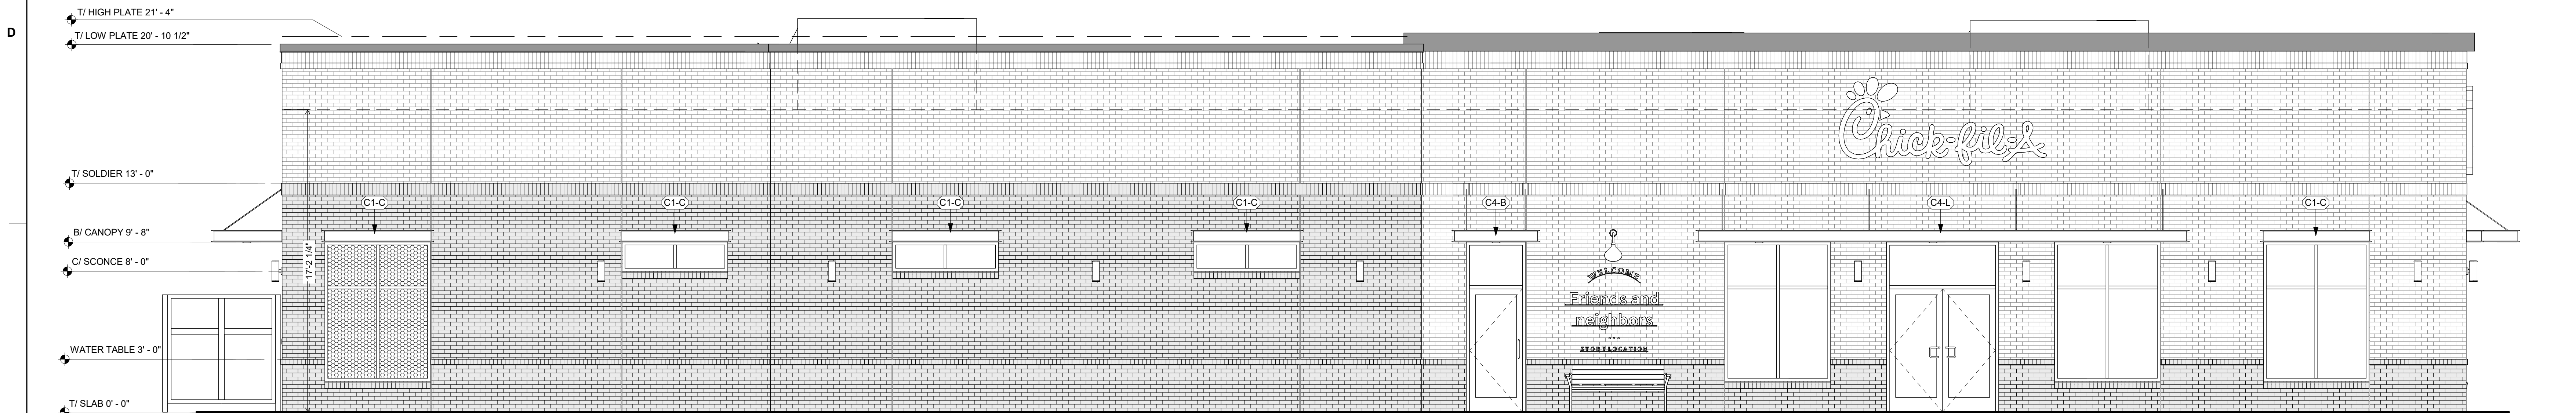 D
T/ HIGH PLATE 21' - 4"
T/ LOW PLATE 20' - 10 1/2"
Chick-fil-A
T/ SOLDIER 13' - 0"
C1-C
C1-C
C1-C
C1-C
C4-B
C4-L
C1-C
B/ CANOPY 9' - 8"
C/ SCONCE 8' - 0"
17'-2 1/4"
WELCOME
Friends and
neighbors
STORE LOCATION
WATER TABLE 3' - 0"
T/ SLAB 0' - 0"